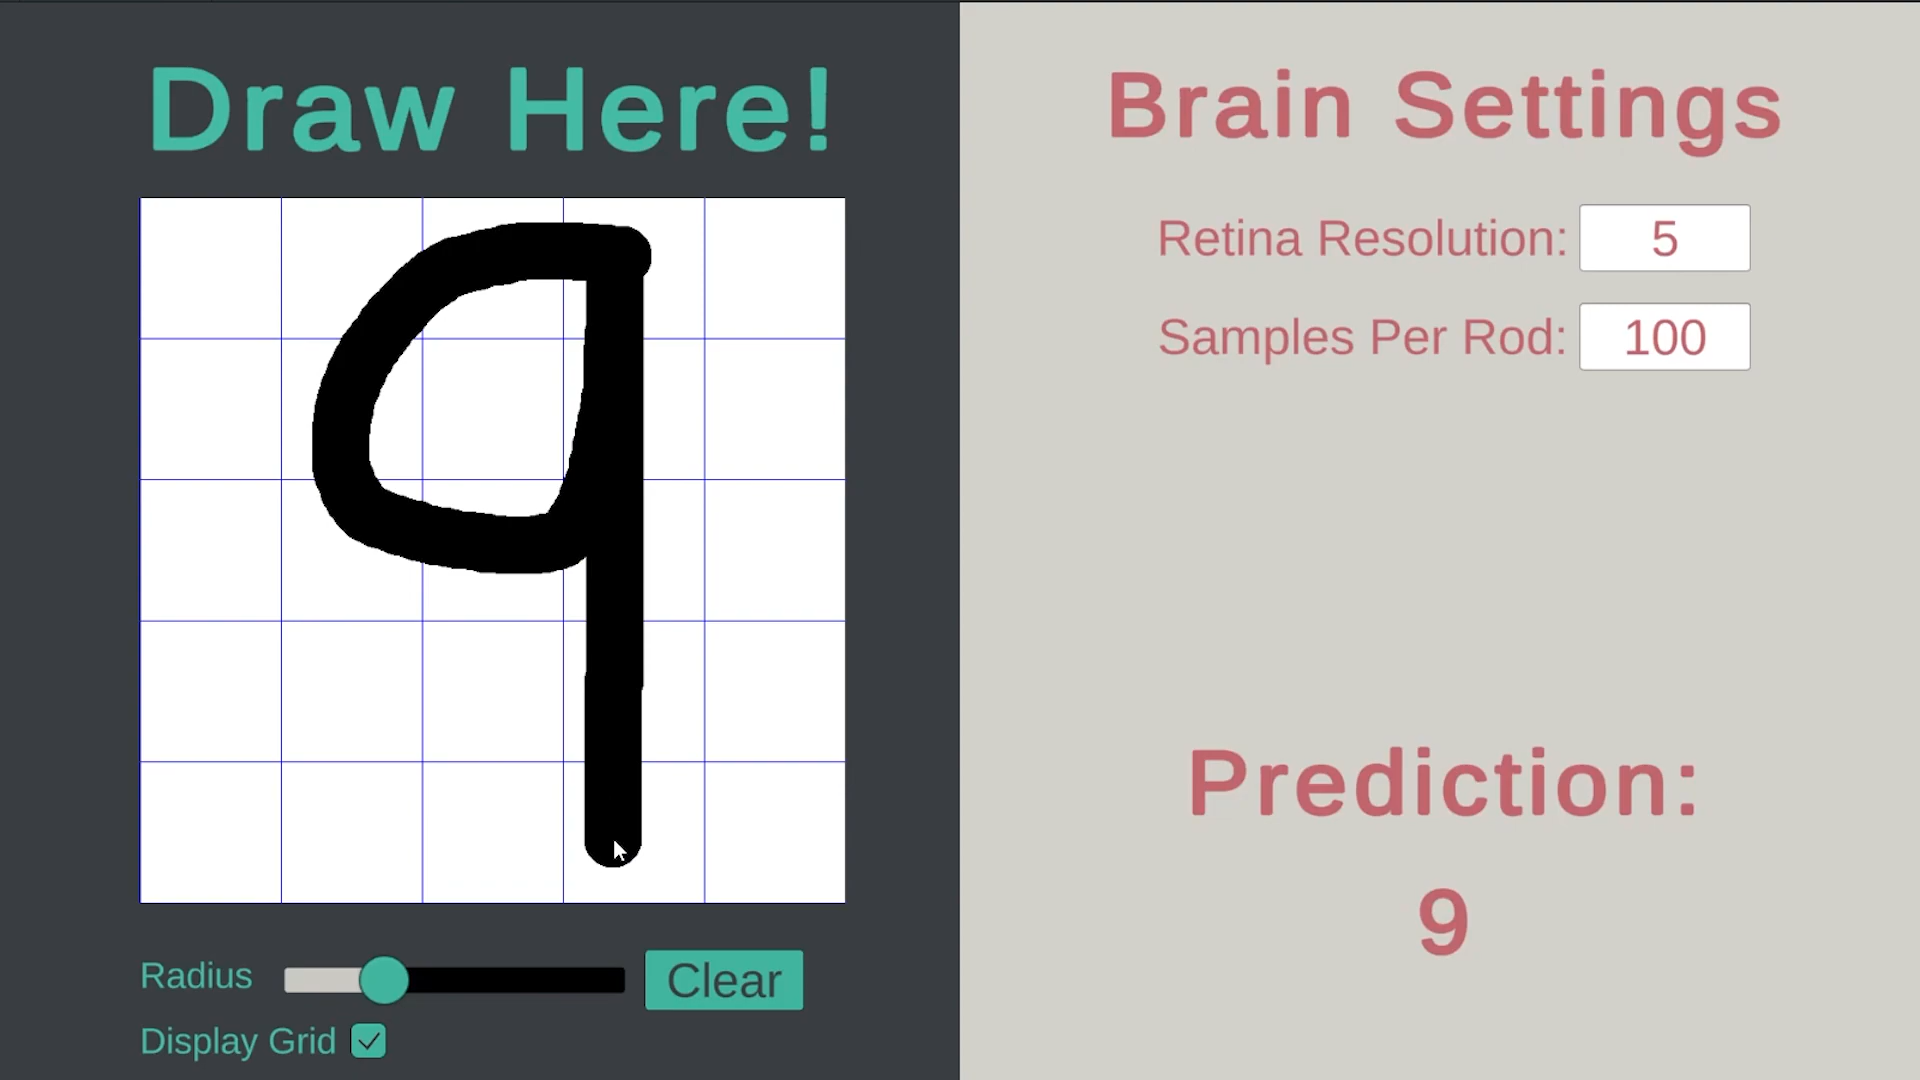 Draw Here!
9
Radius
Clear
Display Grid
Brain Settings
Retina Resolution: 5
Samples Per Rod: 100
Prediction:
9